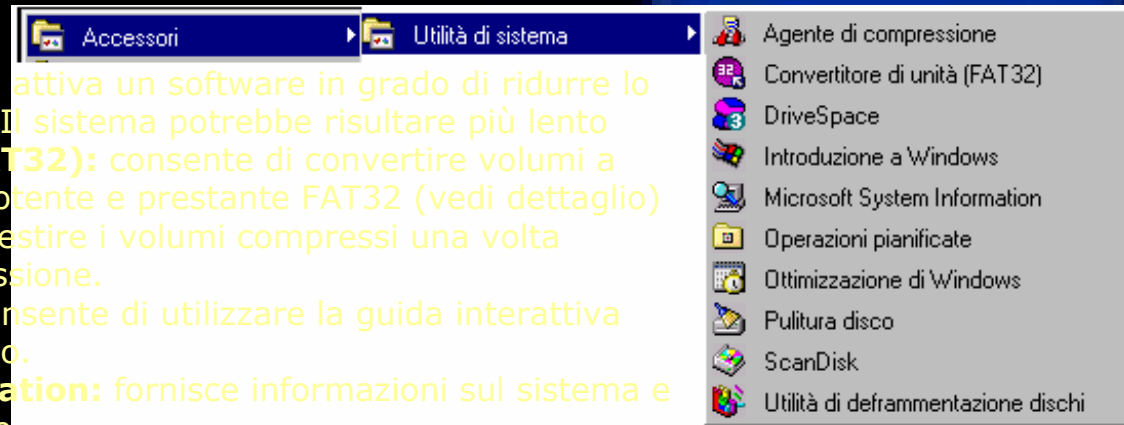 Accessori
Utilità di sistema
attiva un software in grado di ridurre lo
Il sistema potrebbe risultare più lento
T32): consente di convertire volumi a
otente e prestante FAT32 (vedi dettaglio)
estire i volumi compressi una volta
ssione.
nsente di utilizzare la guida interattiva
o.
ation: fornisce informazioni sul sistema e
Agente di compressione
Convertitore di unità (FAT32)
DriveSpace
Introduzione a Windows
Microsoft System Information
Operazioni pianificate
Ottimizzazione di Windows
Pulitura disco
ScanDisk
Utilità di deframmentazione dischi